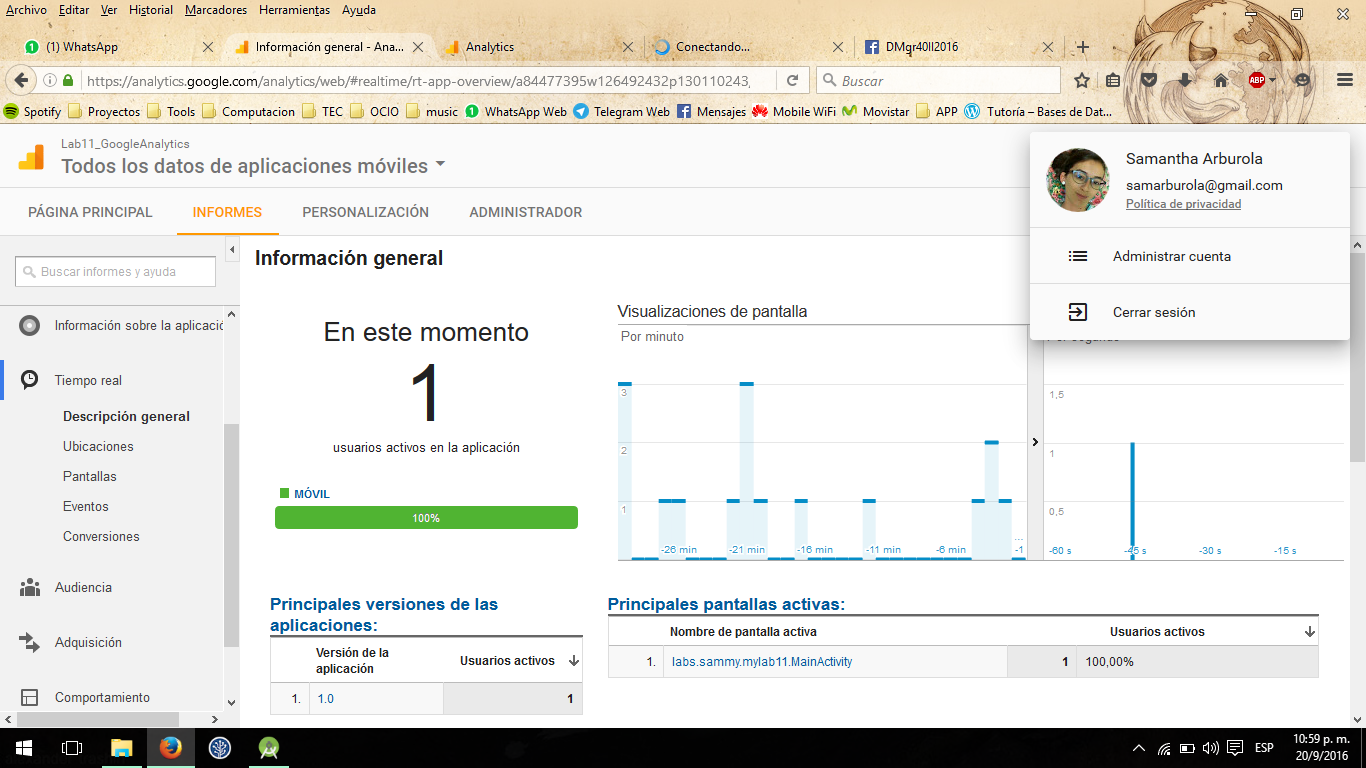 Archivo Editar Ver Historial Marcadores Herramientas Ayuda
(1) WhatsApp
Información general - Ana...
Analytics
Conectando...
DMgr40II2016
https://analytics.google.com/analytics/web/#realtime/rt-app-overview/a84477395w126492432p130110243,
Buscar
ABP
Spotify Proyectos Tools Computacion TEC OCIO music WhatsApp Web Telegram Web Mensajes Mobile WiFi Movistar APP Tutoría – Bases de Dat...
Lab11_GoogleAnalytics
Todos los datos de aplicaciones móviles
Samantha Arburola
samarburola@gmail.com
Política de privacidad
Administrar cuenta
Cerrar sesión
PÁGINA PRINCIPAL INFORMES PERSONALIZACIÓN ADMINISTRADOR
Buscar informes y ayuda
Información sobre la aplicació
Tiempo real
Descripción general
Ubicaciones
Pantallas
Eventos
Conversiones
Audiencia
Adquisición
Comportamiento
Información general
En este momento
1
usuarios activos en la aplicación
MÓVIL
100%
Visualizaciones de pantalla
Por minuto
3
2
1
-26 min -21 min -16 min -11 min -6 min ... -1
1,5
1
0,5
-60 s -45 s -30 s -15 s
Principales versiones de las
aplicaciones:
Versión de la
aplicación
Usuarios activos
1. 1.0 1
Principales pantallas activas:
Nombre de pantalla activa Usuarios activos
1. labs.sammy.mylab11.MainActivity 1 100,00%
ESP
10:59 p. m.
20/9/2016